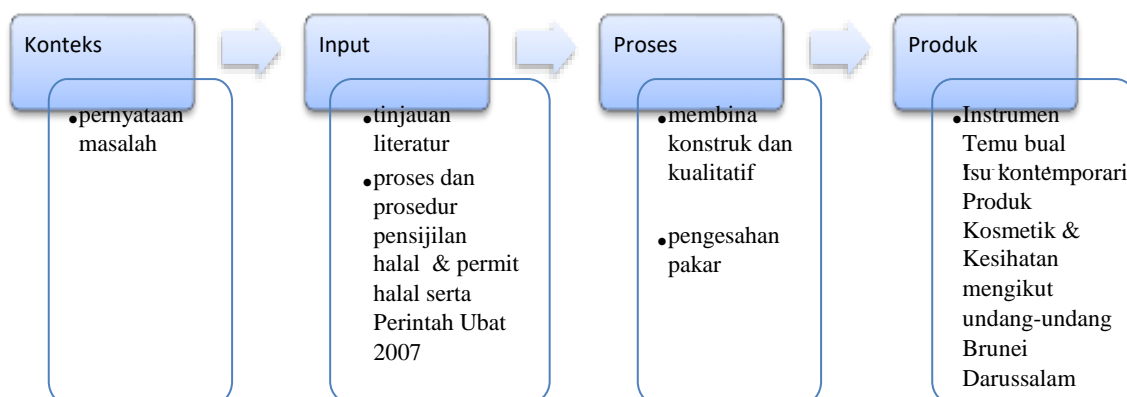 Konteks
•pernyataan
masalah
Input
•tinjauan
literatur
•proses dan
prosedur
pensijilan
halal & permit
halal serta
Perintah Ubat
2007
Proses
•membina
konstruk dan
kualitatif
•pengesahan
pakar
Produk
•Instrumen
Temu bual
Isu kontemporari
Produk
Kosmetik &
Kesihatan
mengikut
undang-undang
Brunei
Darussalam